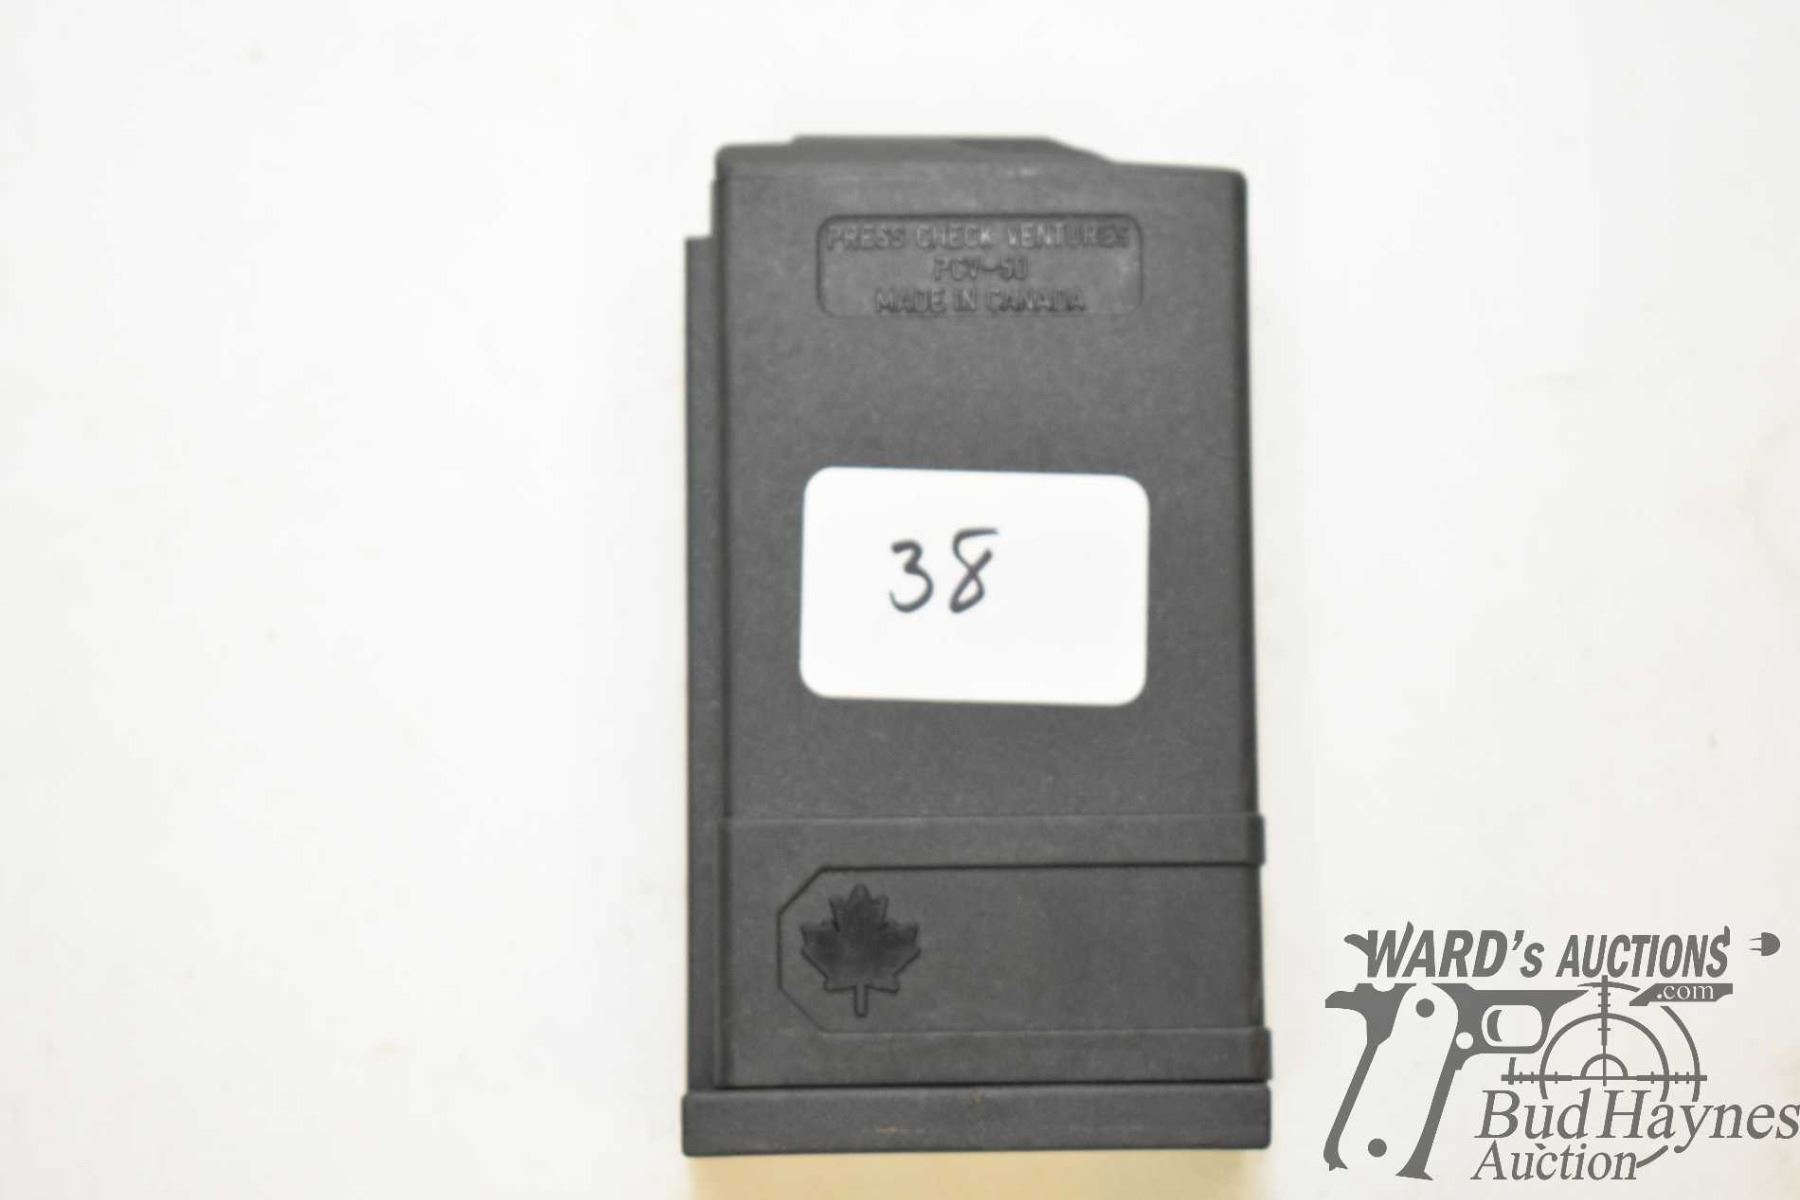 PRESS CHECK VENTURES
PCV-50
MADE IN CANADA
38
WARD's AUCTIONS
.com
Bud Haynes
Auction